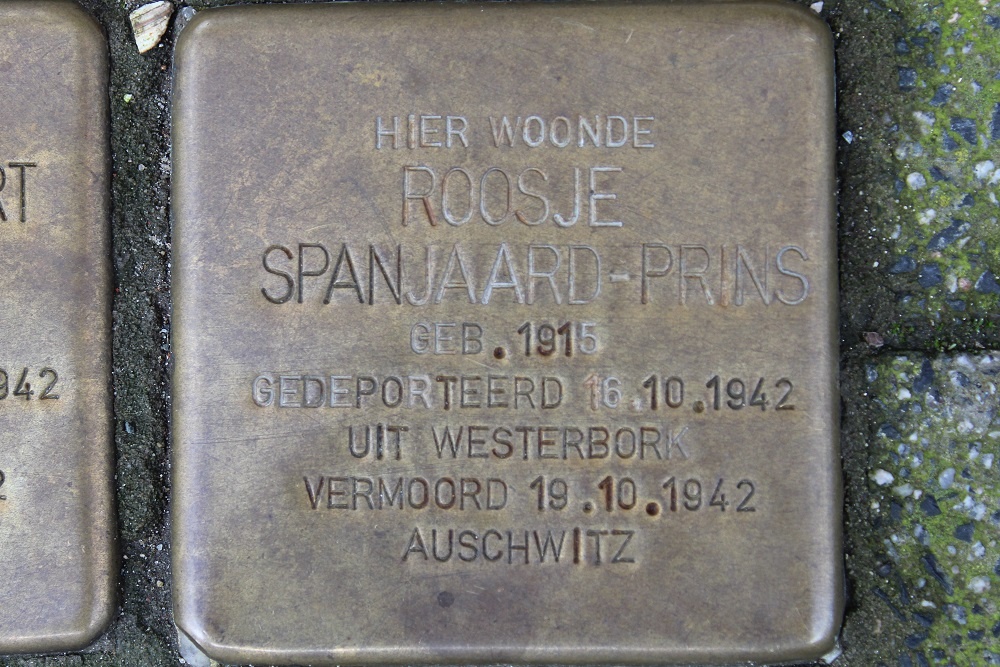 HIER WOONDE
ROOSJE
SPANJAARD-PRINS
GEB. 1915
GEDEPORTEERD 16.10.1942
UIT WESTERBORK
VERMOORD 19.10.1942
AUSCHWITZ